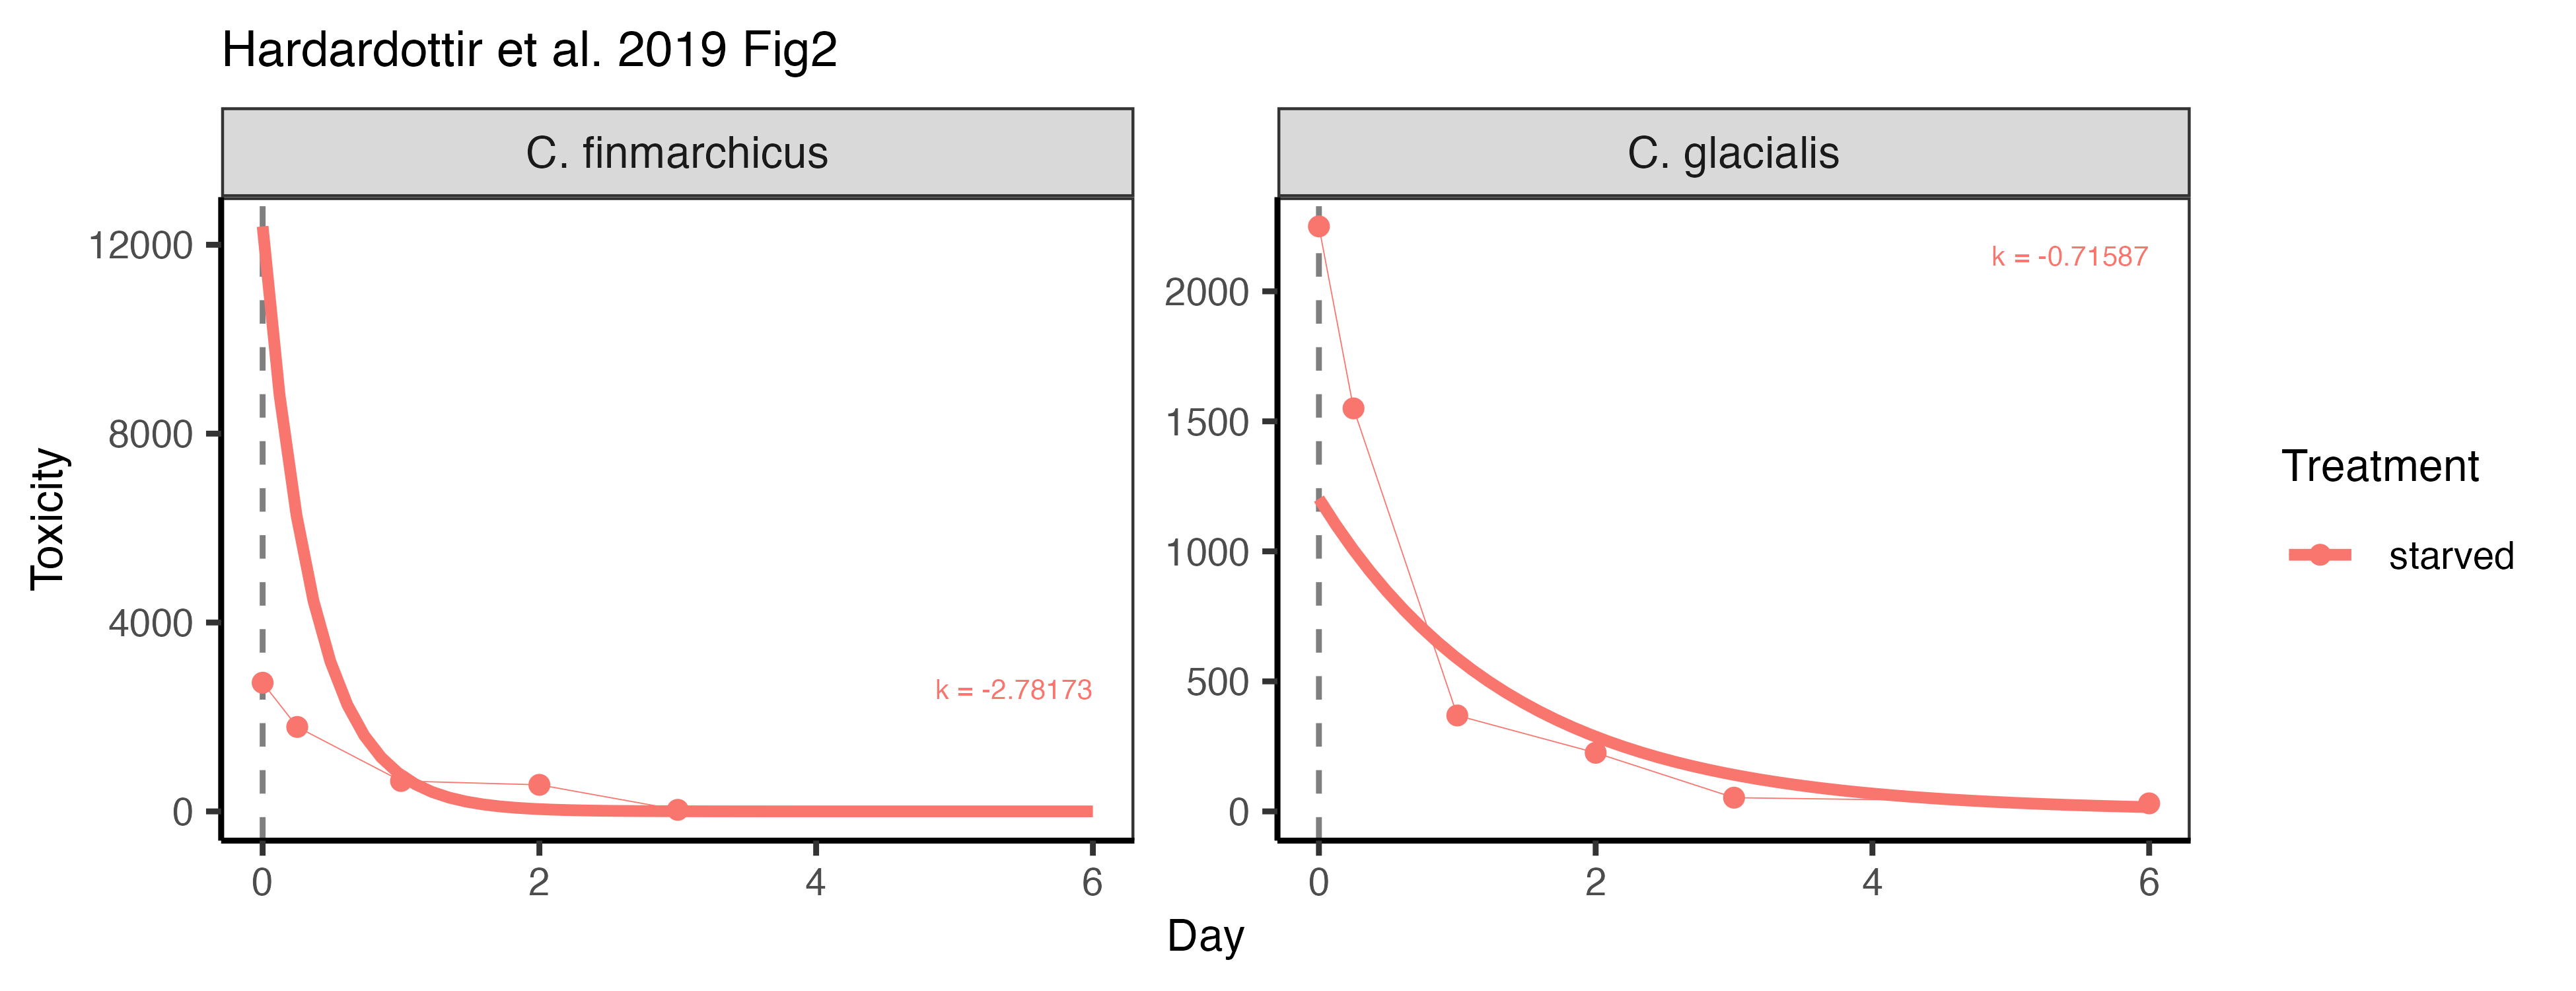 Hardardottir et al. 2019 Fig2
C. finmarchicus
C. glacialis
Toxicity
12000
8000
4000
0
k = -2.78173
0
2
4
6
2000
1500
1000
500
0
k = -0.71587
0
2
4
6
Day
Treatment
starved